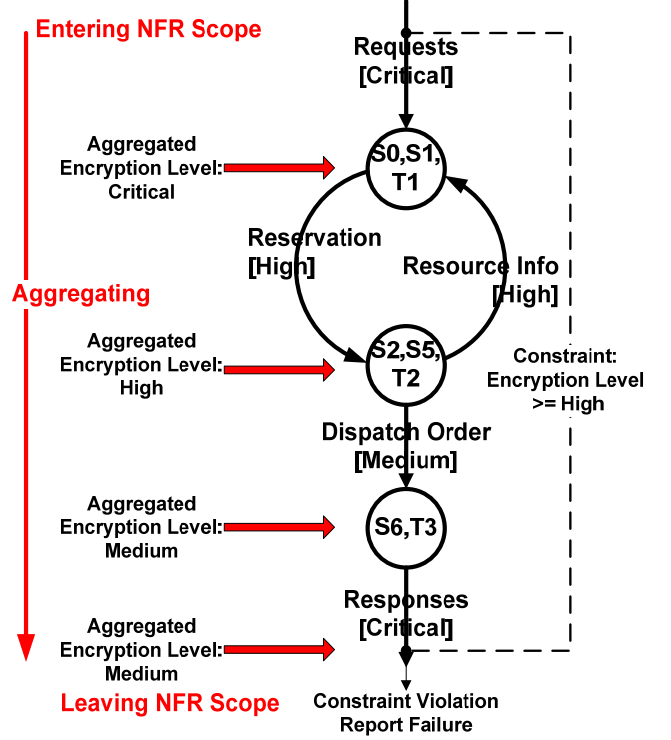 Entering NFR Scope
Requests
[Critical]
Aggregated
Encryption Level:
Critical
S0,S1,
T1
Reservation
[High]
Resource Info
[High]
Aggregating
Aggregated
Encryption Level:
High
S2,S5,
T2
Constraint:
Encryption Level
>= High
Dispatch Order
[Medium]
Aggregated
Encryption Level:
Medium
S6,T3
Responses
[Critical]
Aggregated
Encryption Level:
Medium
Leaving NFR Scope
Constraint Violation
Report Failure